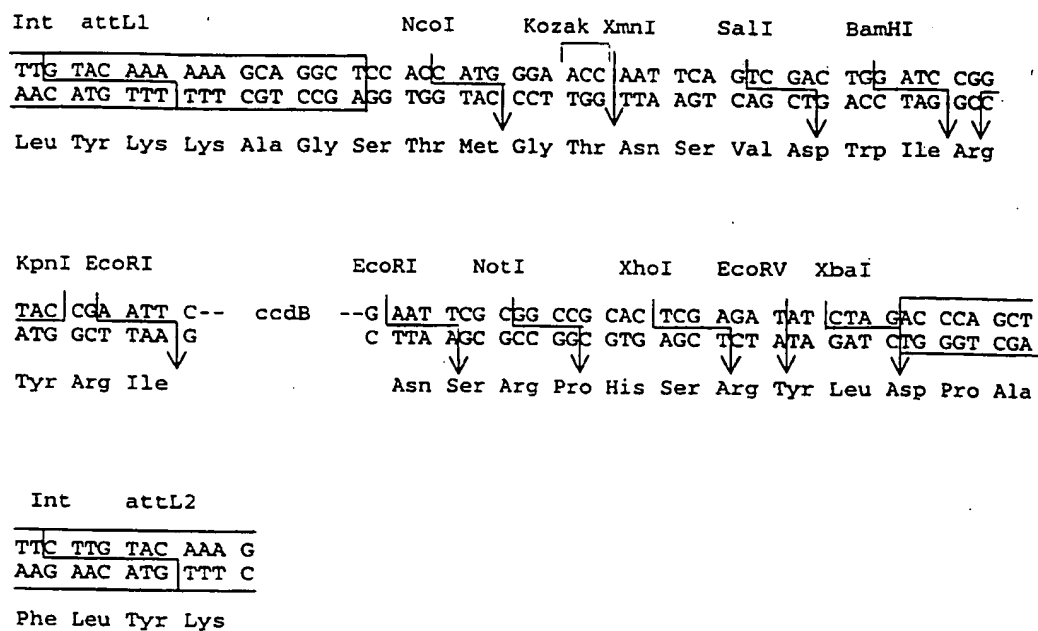 Int attL1 NcoI Kozak XmnI SalI BamHI
TTG TAC AAA AAA GCA GGC TCC ACC ATG GGA ACC AAT TCA GTC GAC TGG ATC CGG
AAC ATG TTT TTT CGT CCG AGG TGG TAC CCT TGG TTA AGT CAG CTG ACC TAG GCC
Leu Tyr Lys Lys Ala Gly Ser Thr Met Gly Thr Asn Ser Val Asp Trp Ile Arg
KpnI EcoRI EcoRI NotI XhoI EcoRV XbaI
TAC CGA ATT C-- ccdB --G AAT TCG CGG CCG CAC TCG AGA TAT CTA GAC CCA GCT
ATG GCT TAA G C TTA AGC GCC GGC GTG AGC TCT ATA GAT CTG GGT CGA
Tyr Arg Ile Asn Ser Arg Pro His Ser Arg Tyr Leu Asp Pro Ala
Int attL2
TTC TTG TAC AAA G
AAG AAC ATG TTT C
Phe Leu Tyr Lys